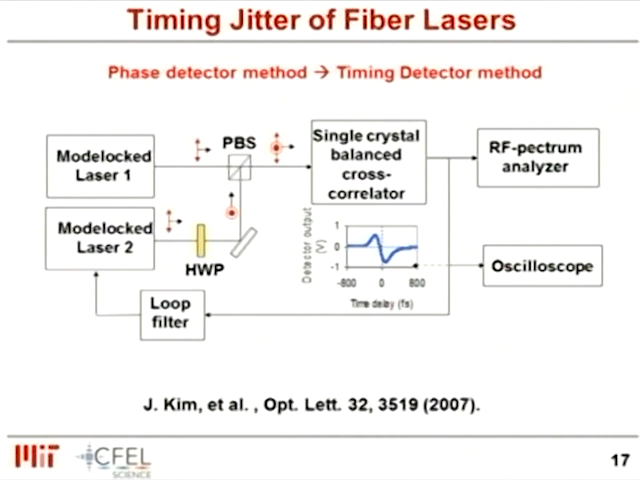 Timing Jitter of Fiber Lasers
Phase detector method → Timing Detector method
Modelocked
Laser 1
PBS
Single crystal
balanced
cross-
correlator
RF-pectrum
analyzer
Modelocked
Laser 2
HWP
Detector output
(V)
1
0
-1
-800 0 800
Time delay (fs)
Oscilloscope
Loop
filter
J. Kim, et al. , Opt. Lett. 32, 3519 (2007).
MIT
CFEL
SCIENCE
17